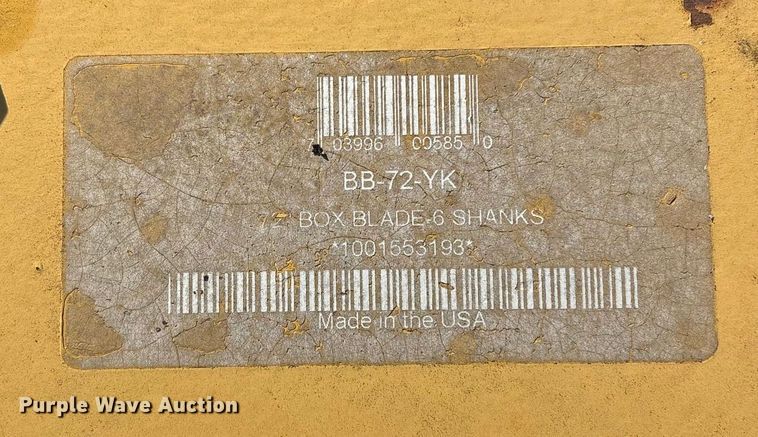 7 03996 00585 0
BB-72-YK
72" BOX BLADE-6 SHANKS
*1001553193*
Made in the USA
Purple Wave Auction